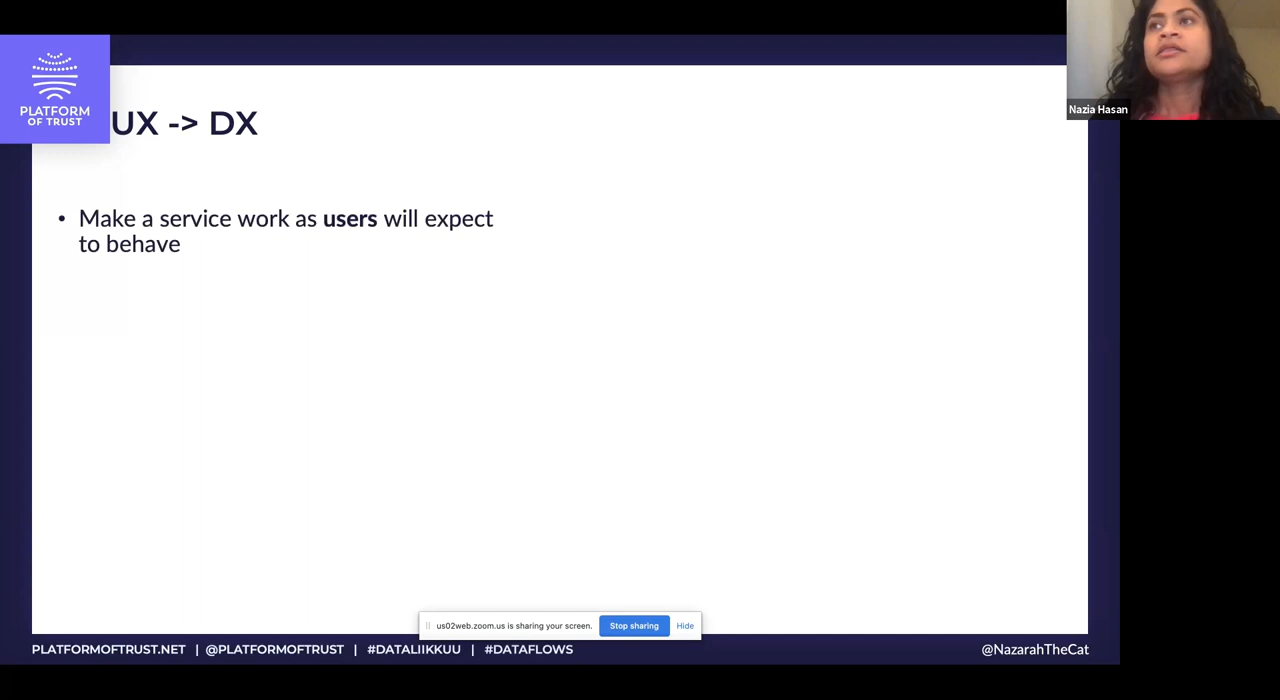 PLATFORM
OF TRUST
UX -> DX
Nazia Hasan
• Make a service work as users will expect
to behave
|| us02web.zoom.us is sharing your screen. Stop sharing Hide
PLATFORMOFTRUST.NET | @PLATFORMOFTRUST | #DATALIIKKUU | #DATAFLOWS @NazarahTheCat